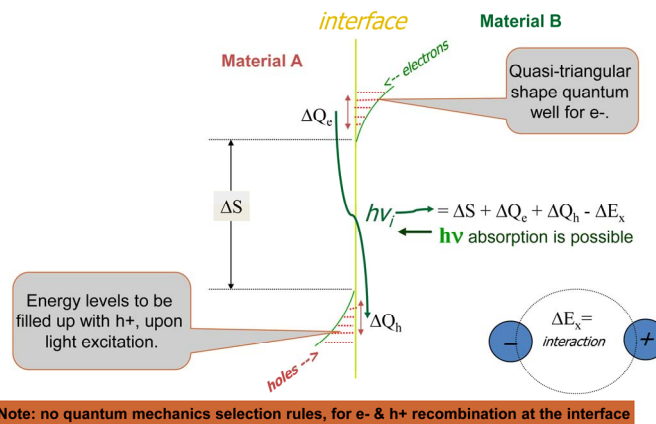 interface
Material B
Material A
<-- electrons
Quasi-triangular
shape quantum
well for e-.
ΔQe
ΔS
hνi = ΔS + ΔQe + ΔQh - ΔEx
hν absorption is possible
Energy levels to be
filled up with h+, upon
light excitation.
ΔQh
holes -->
ΔEx=
interaction
−
+
Note: no quantum mechanics selection rules, for e- & h+ recombination at the interface